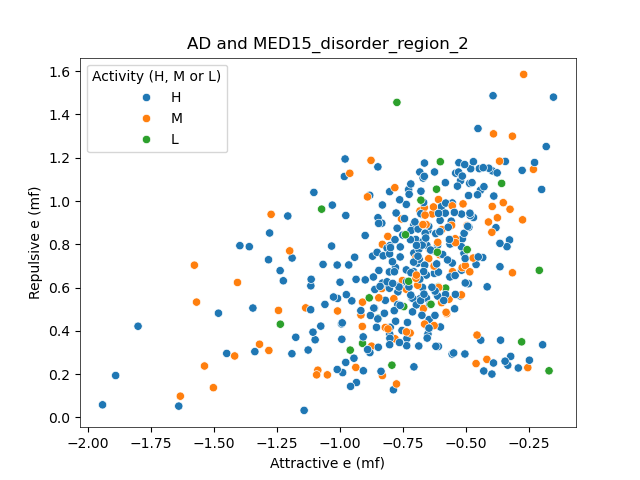 AD and MED15_disorder_region_2
Activity (H, M or L)
H
M
L
1.6
1.4
1.2
1.0
0.8
0.6
0.4
0.2
0.0
Repulsive e (mf)
−2.00 −1.75 −1.50 −1.25 −1.00 −0.75 −0.50 −0.25
Attractive e (mf)